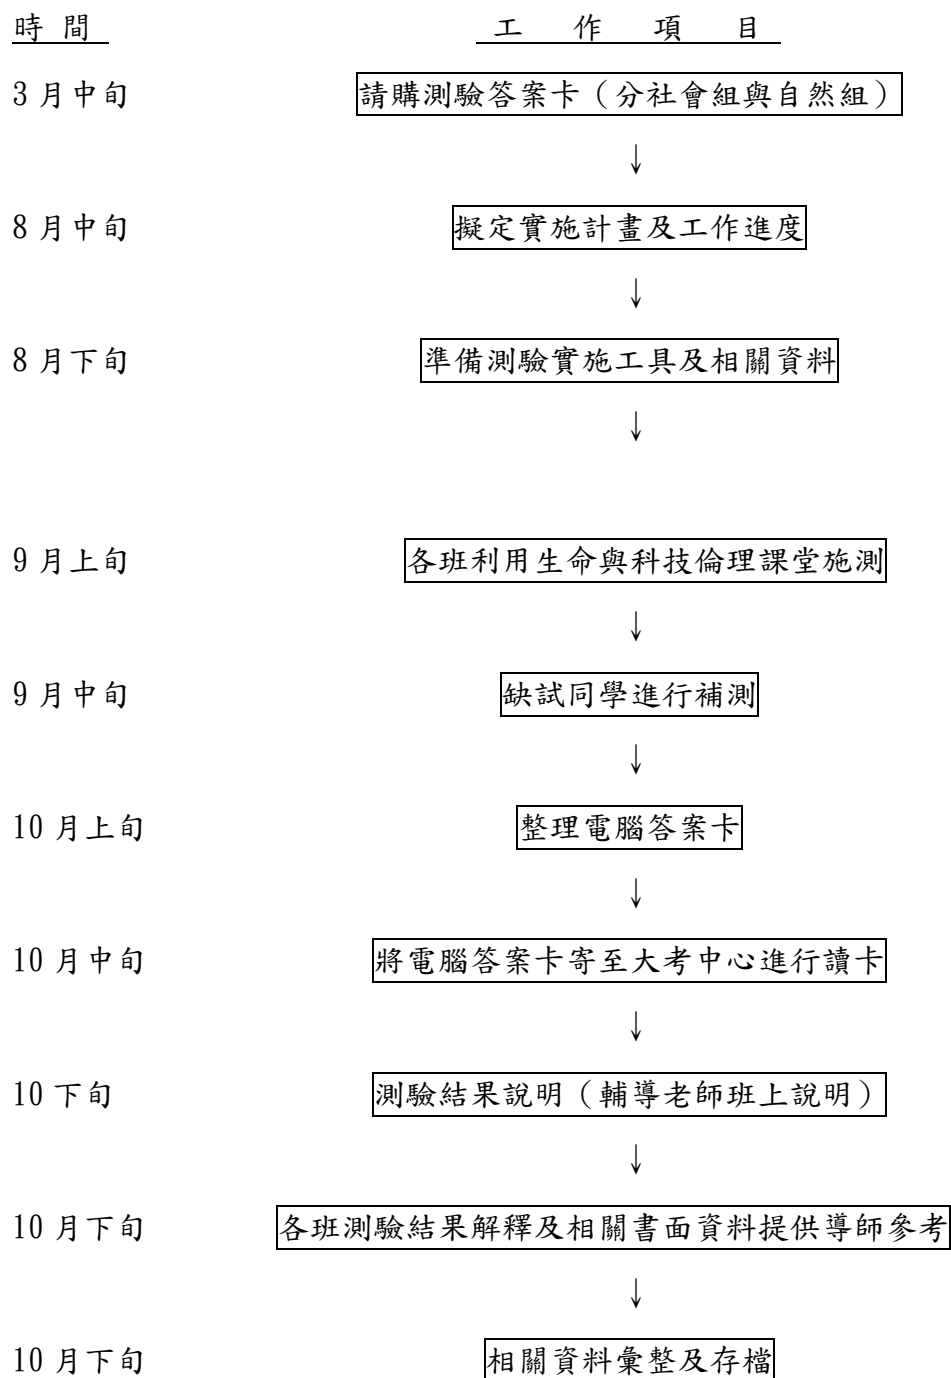 時間 工作項目
3 月中旬 請購測驗答案卡（分社會組與自然組）
↓
8 月中旬 擬定實施計畫及工作進度
↓
8 月下旬 準備測驗實施工具及相關資料
↓
9 月上旬 各班利用生命與科技倫理課堂施測
↓
9 月中旬 缺試同學進行補測
↓
10 月上旬 整理電腦答案卡
↓
10 月中旬 將電腦答案卡寄至大考中心進行讀卡
↓
10 下旬 測驗結果說明（輔導老師班上說明）
↓
10 月下旬 各班測驗結果解釋及相關書面資料提供導師參考
↓
10 月下旬 相關資料彙整及存檔